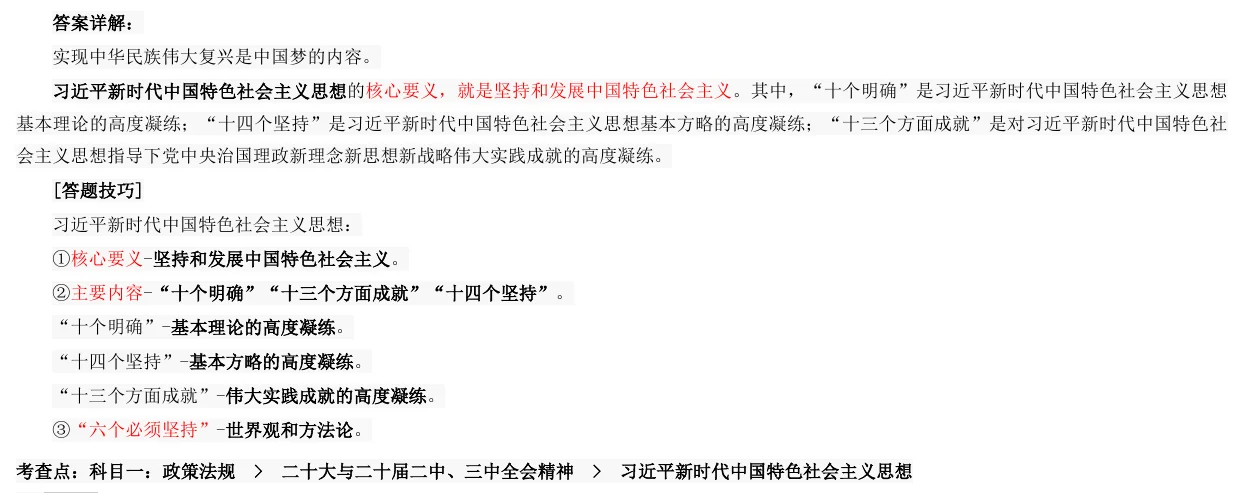 答案详解：
实现中华民族伟大复兴是中国梦的内容。
习近平新时代中国特色社会主义思想的核心要义，就是坚持和发展中国特色社会主义。其中，“十个明确”是习近平新时代中国特色社会主义思想
基本理论的高度凝练；“十四个坚持”是习近平新时代中国特色社会主义思想基本方略的高度凝练；“十三个方面成就”是对习近平新时代中国特色社
会主义思想指导下党中央治国理政新理念新思想新战略伟大实践成就的高度凝练。
[答题技巧]
习近平新时代中国特色社会主义思想：
①核心要义-坚持和发展中国特色社会主义。
②主要内容-“十个明确”“十三个方面成就”“十四个坚持”。
“十个明确”-基本理论的高度凝练。
“十四个坚持”-基本方略的高度凝练。
“十三个方面成就”-伟大实践成就的高度凝练。
③“六个必须坚持”-世界观和方法论。
考查点：科目一：政策法规 > 二十大与二十届二中、三中全会精神 > 习近平新时代中国特色社会主义思想